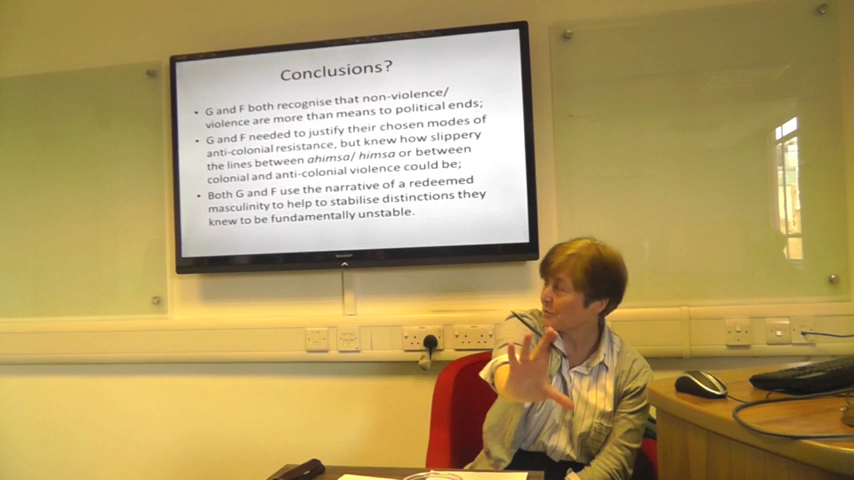 Conclusions?
• G and F both recognise that non-violence/
violence are more than means to political ends;
• G and F needed to justify their chosen modes of
anti-colonial resistance, but knew how slippery
the lines between ahimsa/ himsa or between
colonial and anti-colonial violence could be;
• Both G and F use the narrative of a redeemed
masculinity to help to stabilise distinctions they
knew to be fundamentally unstable.
SHARP